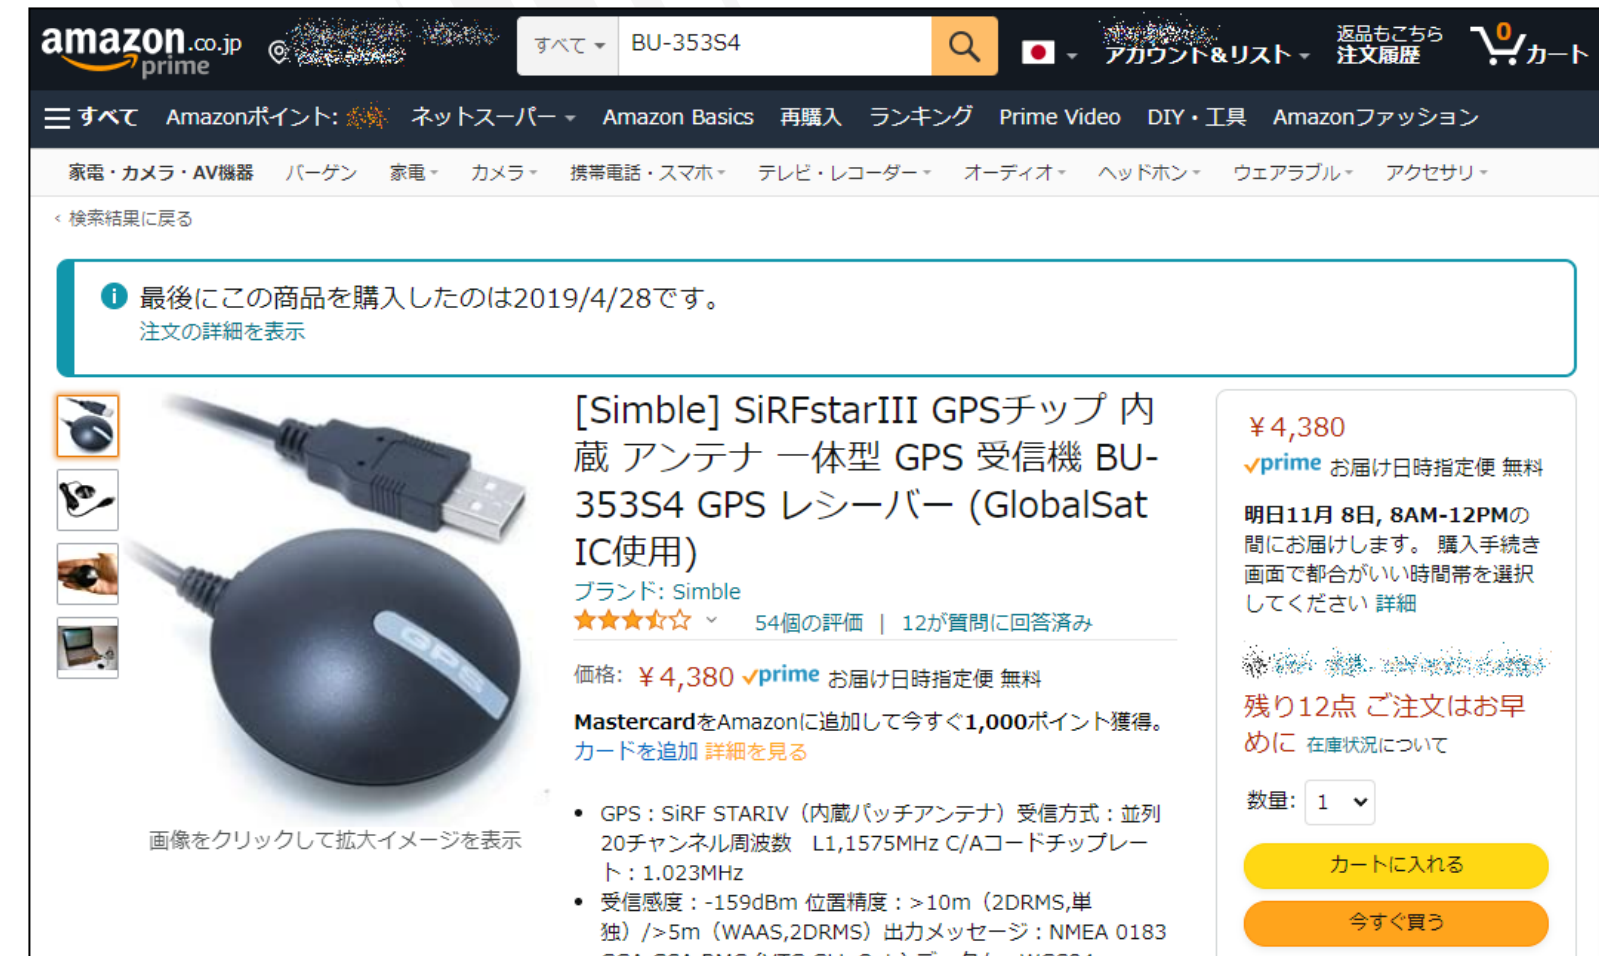 amazon.co.jp
prime
すべて
BU-353S4
アカウント&リスト
返品もこちら
注文履歴
0
カート
すべて
Amazonポイント:
ネットスーパー
Amazon Basics
再購入
ランキング
Prime Video
DIY・工具
Amazonファッション
家電・カメラ・AV機器
バーゲン
家電
カメラ
携帯電話・スマホ
テレビ・レコーダー
オーディオ
ヘッドホン
ウェアラブル
アクセサリ
‹ 検索結果に戻る
最後にこの商品を購入したのは2019/4/28です。
注文の詳細を表示
GPS
画像をクリックして拡大イメージを表示
[Simble] SiRFstarIII GPSチップ 内
蔵 アンテナ 一体型 GPS 受信機 BU-
353S4 GPS レシーバー (GlobalSat
IC使用)
ブランド: Simble
54個の評価 | 12が質問に回答済み
価格: ￥4,380 prime お届け日時指定便 無料
MastercardをAmazonに追加して今すぐ1,000ポイント獲得。
カードを追加 詳細を見る
• GPS：SiRF STARIV（内蔵パッチアンテナ）受信方式：並列
20チャンネル周波数　L1,1575MHz C/Aコードチップレー
ト：1.023MHz
• 受信感度：-159dBm 位置精度：>10m（2DRMS,単
独）/>5m（WAAS,2DRMS）出力メッセージ：NMEA 0183
￥4,380
prime お届け日時指定便 無料
明日11月 8日, 8AM-12PMの
間にお届けします。 購入手続き
画面で都合がいい時間帯を選択
してください 詳細
残り12点 ご注文はお早
めに 在庫状況について
数量: 1
カートに入れる
今すぐ買う